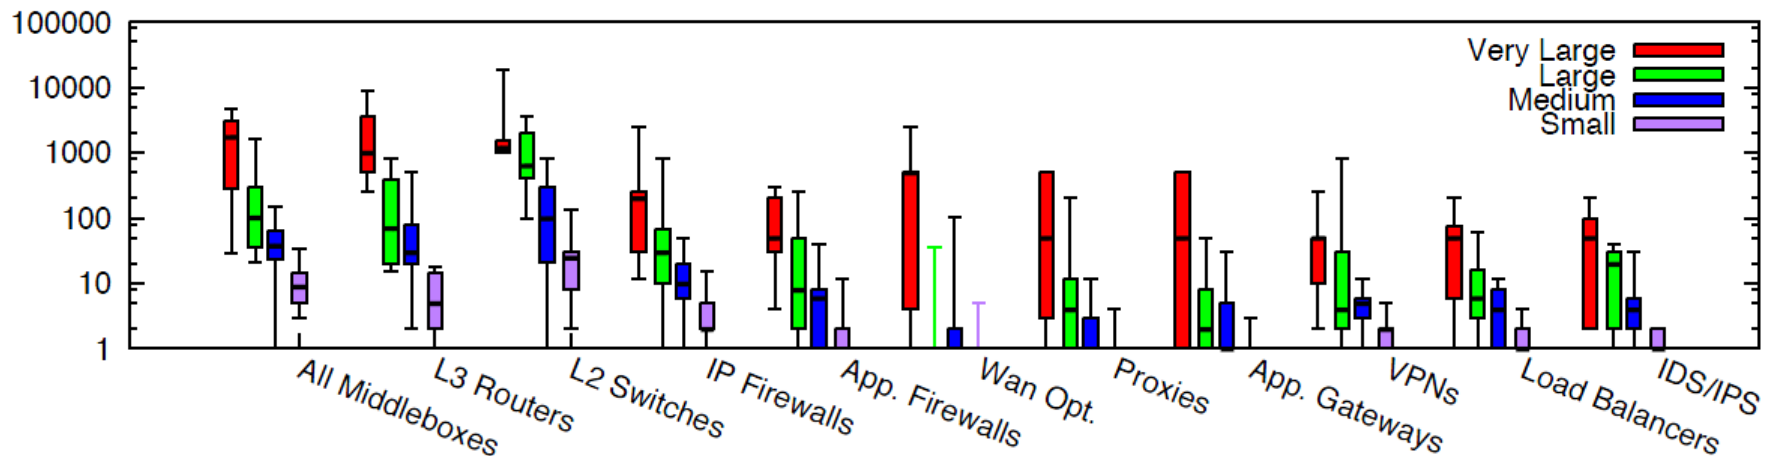 100000
10000
1000
100
10
1
Very Large
Large
Medium
Small
All Middleboxes
L3 Routers
L2 Switches
IP Firewalls
App. Firewalls
Wan Opt.
Proxies
App. Gateways
VPNs
Load Balancers
IDS/IPS